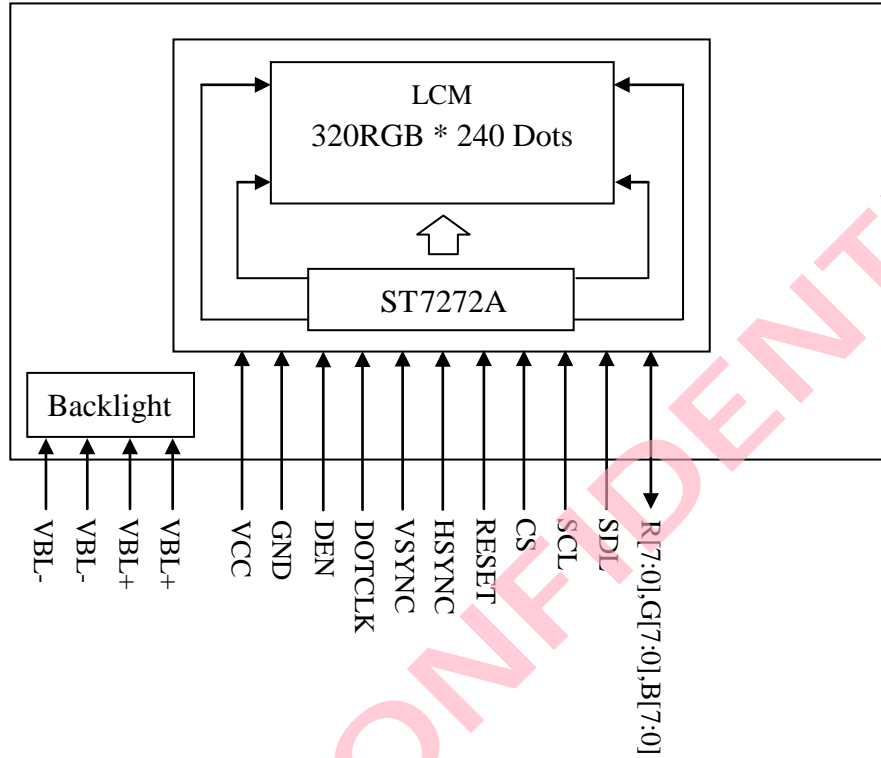 LCM
320RGB * 240 Dots
ST7272A
Backlight
VBL-
VBL-
VBL+
VBL+
VCC
GND
DEN
DOTCLK
VSYNC
HSYNC
RESET
CS
SCL
SDL
R[7:0],G[7:0],B[7:0]
ONFIDENT